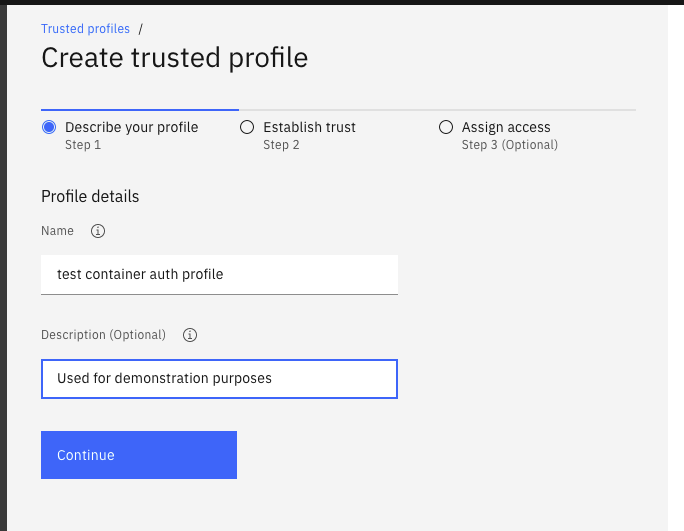 Trusted profiles /
Create trusted profile
Describe your profile
Step 1
Establish trust
Step 2
Assign access
Step 3 (Optional)
Profile details
Name
test container auth profile
Description (Optional)
Used for demonstration purposes
Continue